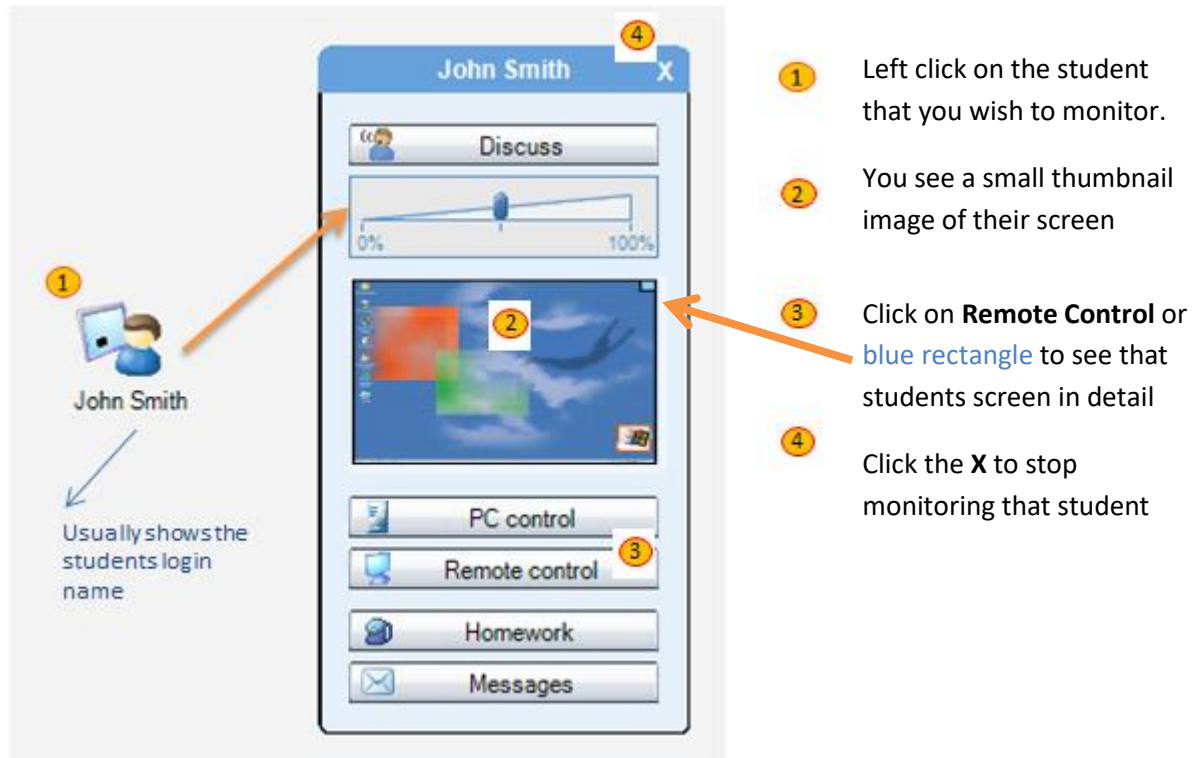 4
John Smith
X
Discuss
0%
100%
1
John Smith
Usually shows the
students login
name
2
PC control
3
Remote control
Homework
Messages
1
Left click on the student
that you wish to monitor.
2
You see a small thumbnail
image of their screen
3
Click on Remote Control or
blue rectangle to see that
students screen in detail
4
Click the X to stop
monitoring that student